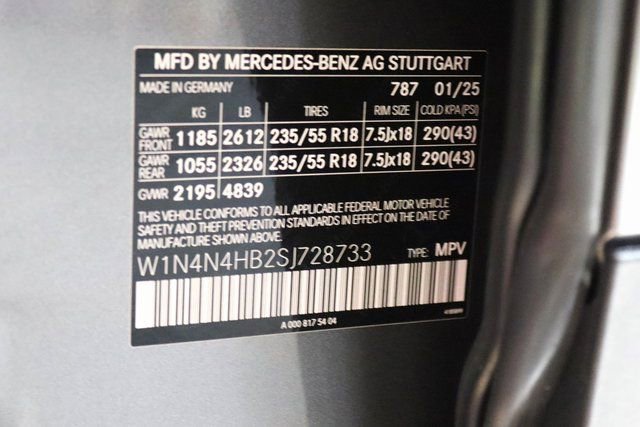 MFD BY MERCEDES-BENZ AG STUTTGART
MADE IN GERMANY 787 01/25
KG LB TIRES RIM SIZE COLD KPA(PSI)
GAWR FRONT 1185 2612 235/55 R18 7.5Jx18 290(43)
GAWR REAR 1055 2326 235/55 R18 7.5Jx18 290(43)
GVWR 2195 4839
THIS VEHICLE CONFORMS TO ALL APPLICABLE FEDERAL MOTOR VEHICLE
SAFETY AND THEFT PREVENTION STANDARDS IN EFFECT ON THE DATE OF
MANUFACTURE SHOWN ABOVE.
W1N4N4HB2SJ728733 TYPE: MPV
A 000 817 54 04